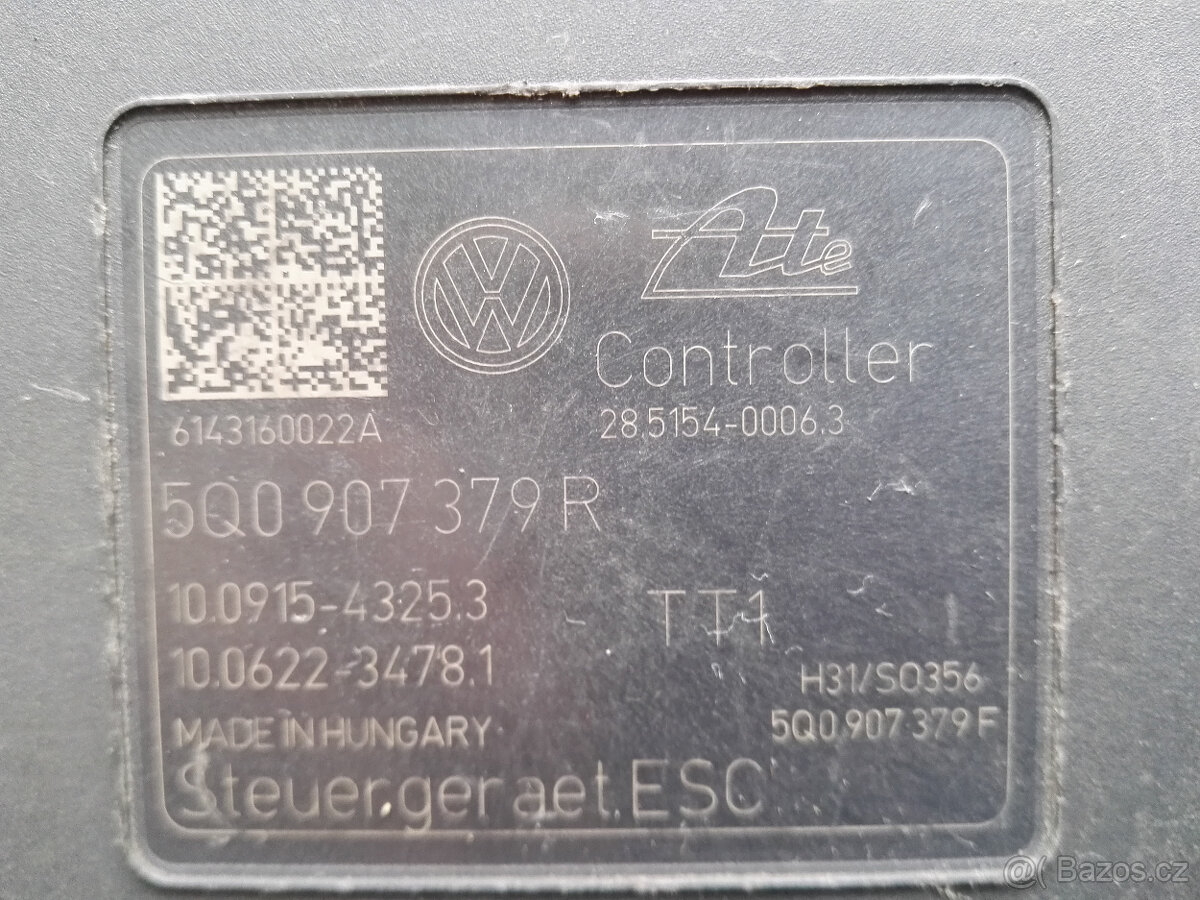 Ate
Controller
28.5154-0006.3
6143160022A
5Q0 907 379 R
10.0915-4325.3
TT1
10.0622-3478.1
H31/SO356
MADE IN HUNGARY
5Q0 907 379 F
Steuergeraet.ESC
@(Bazos.cz